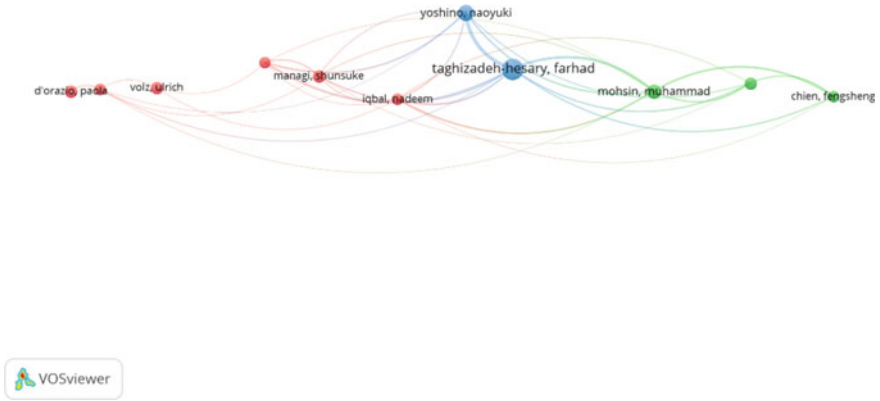 yoshino, naoyuki
taghizadeh-hesary, farhad
managi, shunsuke
d'orazio, paola
volz, ulrich
iqbal, nadeem
mohsin, muhammad
chien, fengsheng
VOSviewer